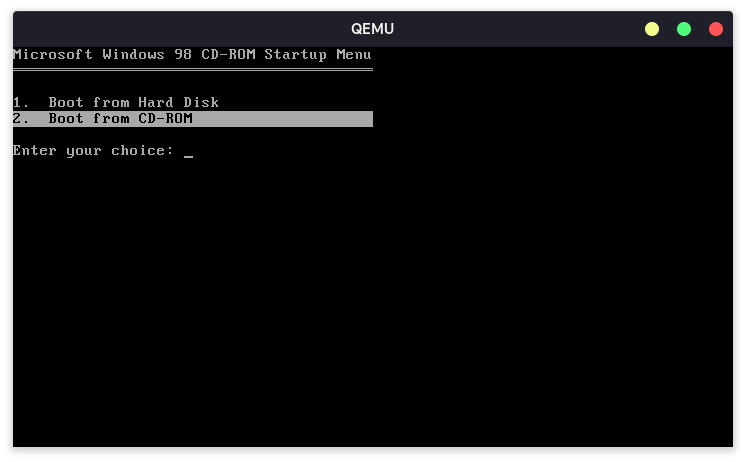 QEMU
Microsoft Windows 98 CD-ROM Startup Menu
1.  Boot from Hard Disk
2.  Boot from CD-ROM
Enter your choice: _